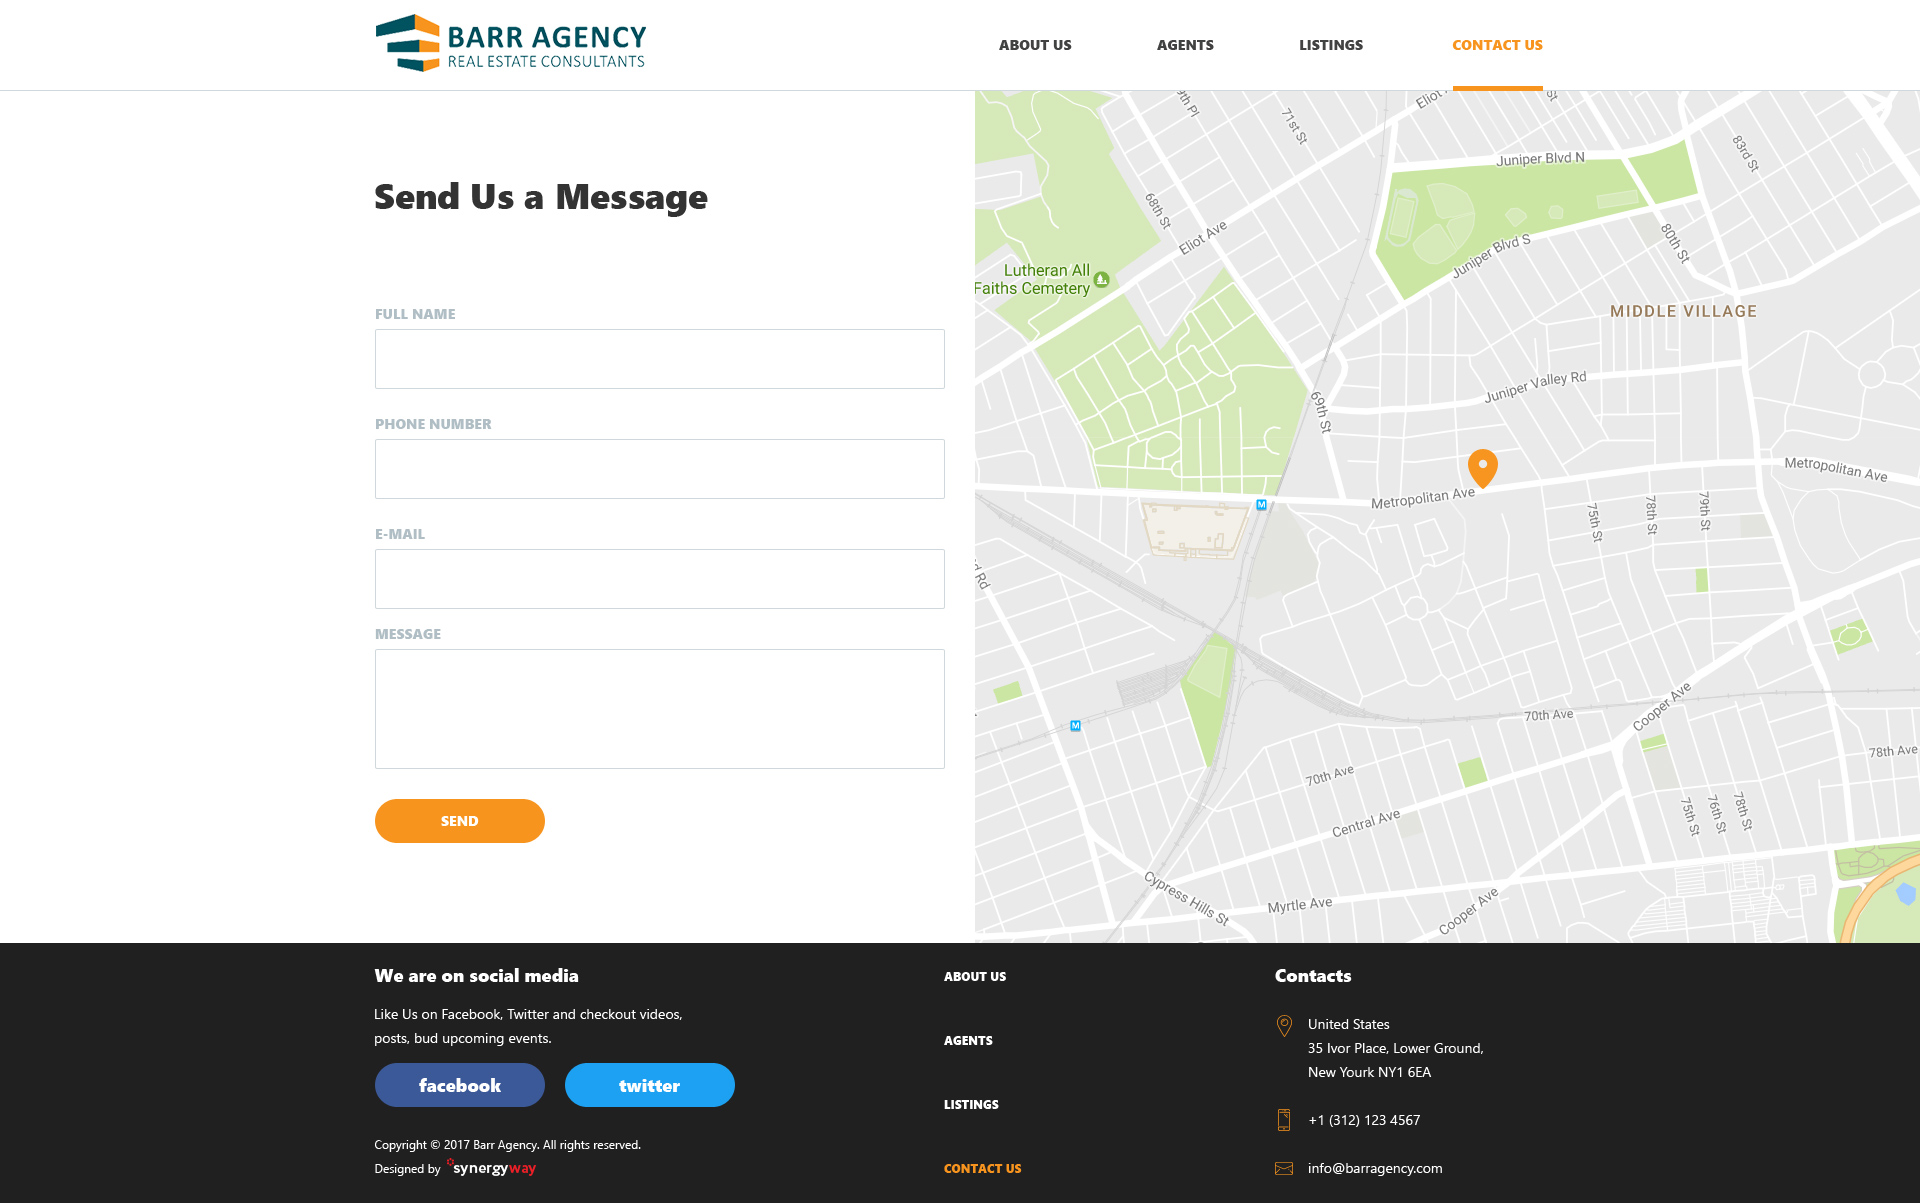 BARR AGENCY
REAL ESTATE CONSULTANTS
ABOUT US
AGENTS
LISTINGS
CONTACT US
Send Us a Message
FULL NAME
PHONE NUMBER
E-MAIL
MESSAGE
SEND
71st St
Juniper Blvd N
83rd St
68th St
Eliot Ave
Juniper Blvd S
80th St
Lutheran All
Faiths Cemetery
MIDDLE VILLAGE
Juniper Valley Rd
69th St
Metropolitan Ave
Metropolitan Ave
75th St
78th St
79th St
70th Ave
Cooper Ave
78th Ave
70th Ave
Central Ave
75th St
76th St
78th St
Cypress Hills St
Myrtle Ave
Cooper Ave
We are on social media
Like Us on Facebook, Twitter and checkout videos,
posts, bud upcoming events.
facebook
twitter
Copyright © 2017 Barr Agency. All rights reserved.
Designed by synergyway
ABOUT US
AGENTS
LISTINGS
CONTACT US
Contacts
United States
35 Ivor Place, Lower Ground,
New Yourk NY1 6EA
+1 (312) 123 4567
info@barragency.com